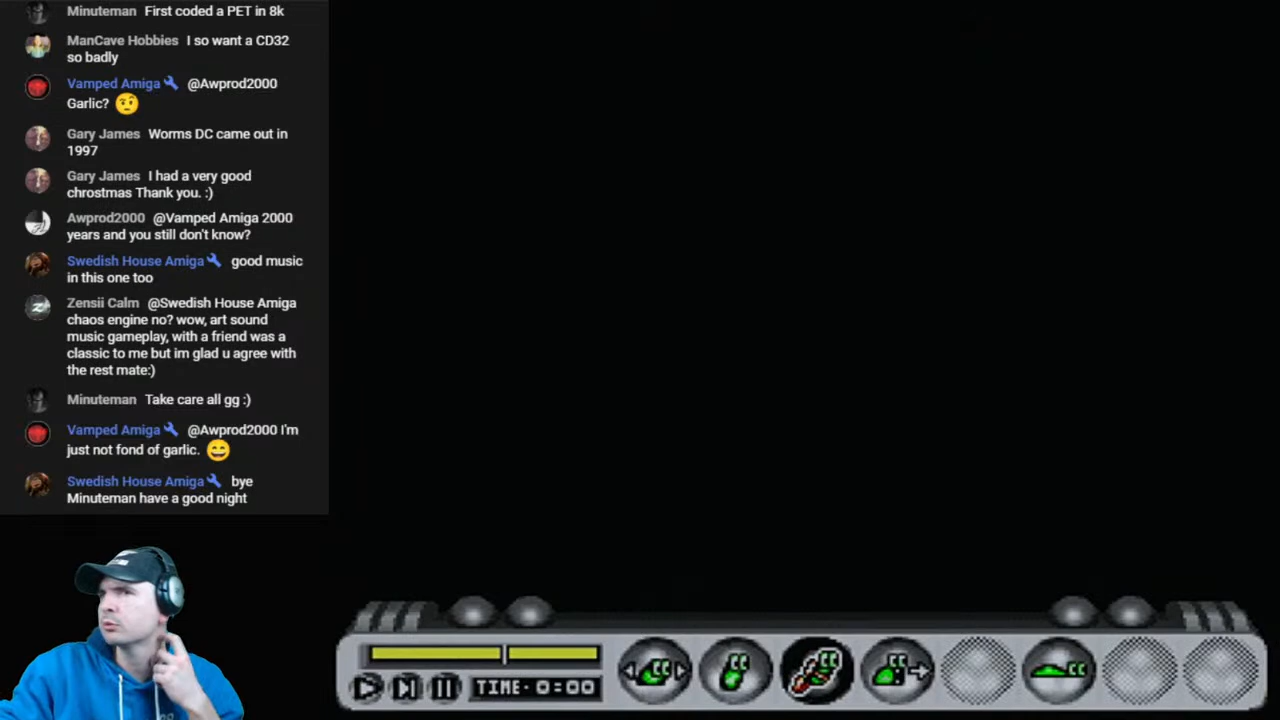 Minuteman First coded a PET in 8k
ManCave Hobbies I so want a CD32
so badly
Vamped Amiga @Awprod2000
Garlic? 🤨
Gary James Worms DC came out in
1997
Gary James I had a very good
chrostmas Thank you. :)
Awprod2000 @Vamped Amiga 2000
years and you still don't know?
Swedish House Amiga good music
in this one too
Zensii Calm @Swedish House Amiga
chaos engine no? wow, art sound
music gameplay, with a friend was a
classic to me but im glad u agree with
the rest mate:)
Minuteman Take care all gg :)
Vamped Amiga @Awprod2000 I'm
just not fond of garlic. 😄
Swedish House Amiga bye
Minuteman have a good night
TIME·0:00